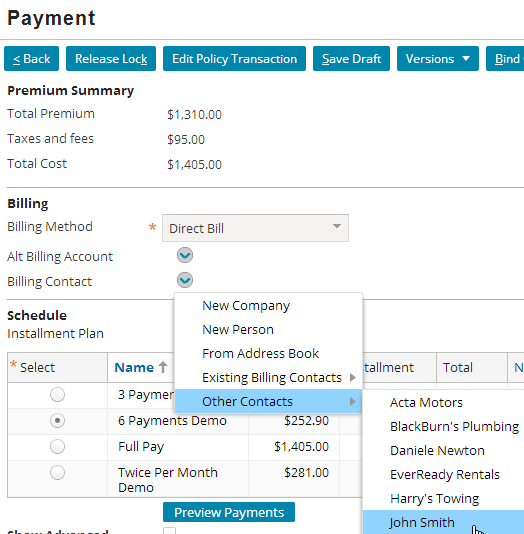 Payment
< Back Release Lock Edit Policy Transaction Save Draft Versions Bind
Premium Summary
Total Premium $1,310.00
Taxes and fees $95.00
Total Cost $1,405.00
Billing
Billing Method * Direct Bill
Alt Billing Account
Billing Contact
New Company
New Person
From Address Book
Existing Billing Contacts
Other Contacts
Acta Motors
BlackBurn's Plumbing
Daniele Newton
EverReady Rentals
Harry's Towing
John Smith
Schedule
Installment Plan
* Select Name tallment Total N
3 Paymen
6 Payments Demo $252.90
Full Pay $1,405.00
Twice Per Month $281.00
Demo
Preview Payments
Show Advanced